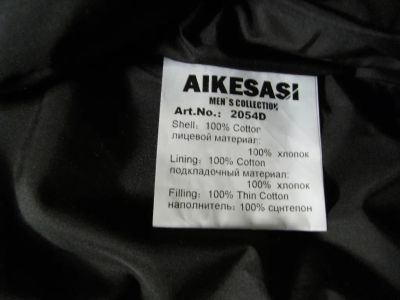 AIKESASI
MEN`S COLLECTION
Art.No.: 2054D
Shell: 100% Cotton
лицевой материал:
100% хлопок
Lining: 100% Cotton
подкладочный материал:
100% хлопок
Filling: 100% Thin Cotton
наполнитель: 100% сцнтепон